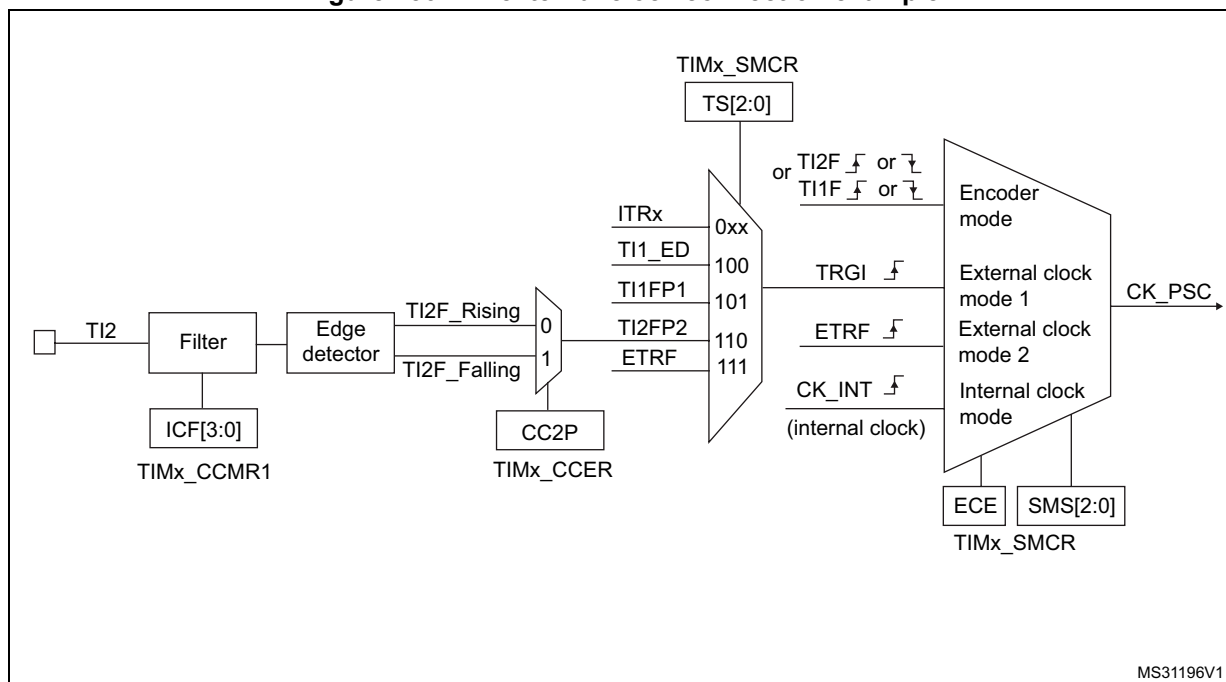 TIMx_SMCR
TS[2:0]
TI2
Filter
ICF[3:0]
TIMx_CCMR1
Edge
detector
TI2F_Rising
TI2F_Falling
0
1
CC2P
TIMx_CCER
ITRx
TI1_ED
TI1FP1
TI2FP2
ETRF
0xx
100
101
110
111
or TI2F or
TI1F or
TRGI
ETRF
CK_INT
(internal clock)
Encoder
mode
External clock
mode 1
External clock
mode 2
Internal clock
mode
CK_PSC
ECE
SMS[2:0]
TIMx_SMCR
MS31196V1